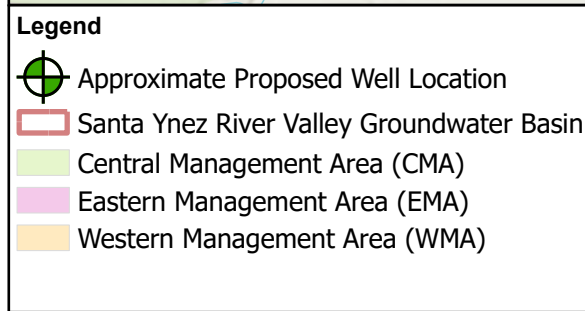 Legend
Approximate Proposed Well Location
Santa Ynez River Valley Groundwater Basin
Central Management Area (CMA)
Eastern Management Area (EMA)
Western Management Area (WMA)